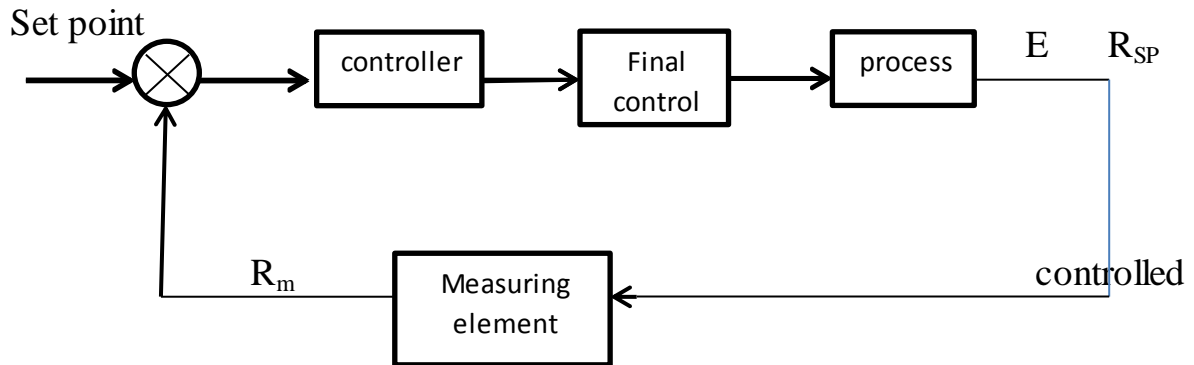 Set point
controller
Final
control
process
E R_SP
R_m
Measuring
element
controlled